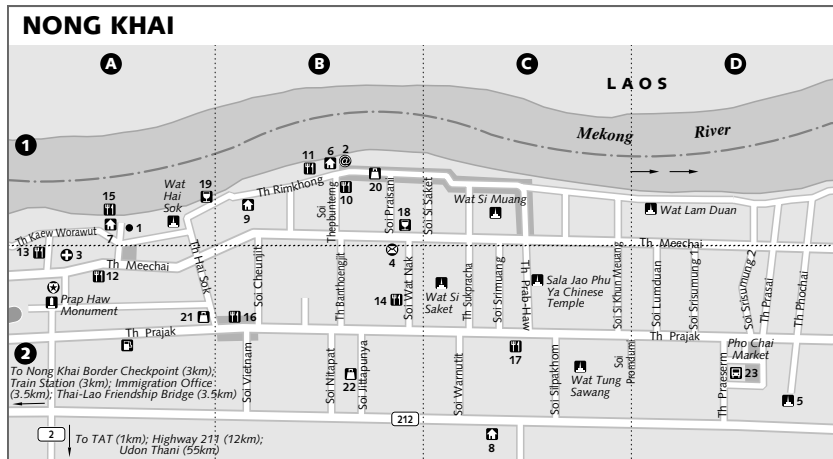 NONG KHAI
A
B
C
D
LAOS
1
Mekong River
11
6
2
@
15
Wat
Hai
Sok
19
Th Rimkhong
20
10
Soi
Thepbunterng
Soi Praisani
18
Soi Si Saket
Wat Si Muang
Wat Lam Duan
9
7
1
Th Kaew Worawut
13
3
12
Th Meechai
Th Meechai
4
Th Hai Sok
Soi Cheunjit
Th Banthoengjit
Soi Wat Nak
14
Wat Si
Saket
Th Sukpracha
Soi Srimuang
Th Prab-Haw
Sala Jao Phu
Ya Chinese
Temple
Soi Si Khun Meuang
Soi Lumduan
Soi Srisumung 1
Soi Srisumung 2
Th Prasai
Th Phochai
Prap Haw
Monument
21
16
Th Prajak
Th Prajak
2
To Nong Khai Border Checkpoint (3km);
Train Station (3km); Immigration Office
(3.5km); Thai-Lao Friendship Bridge (3.5km)
Soi Vietnam
Soi Nitapat
22
Soi Jittapunya
Soi Warnutit
17
Soi Silpakhom
Wat Tung
Sawang
Soi
Promdumi
Pho Chai
Market
23
Th Praeserm
5
212
2
To TAT (1km); Highway 211 (12km);
Udon Thani (55km)
8